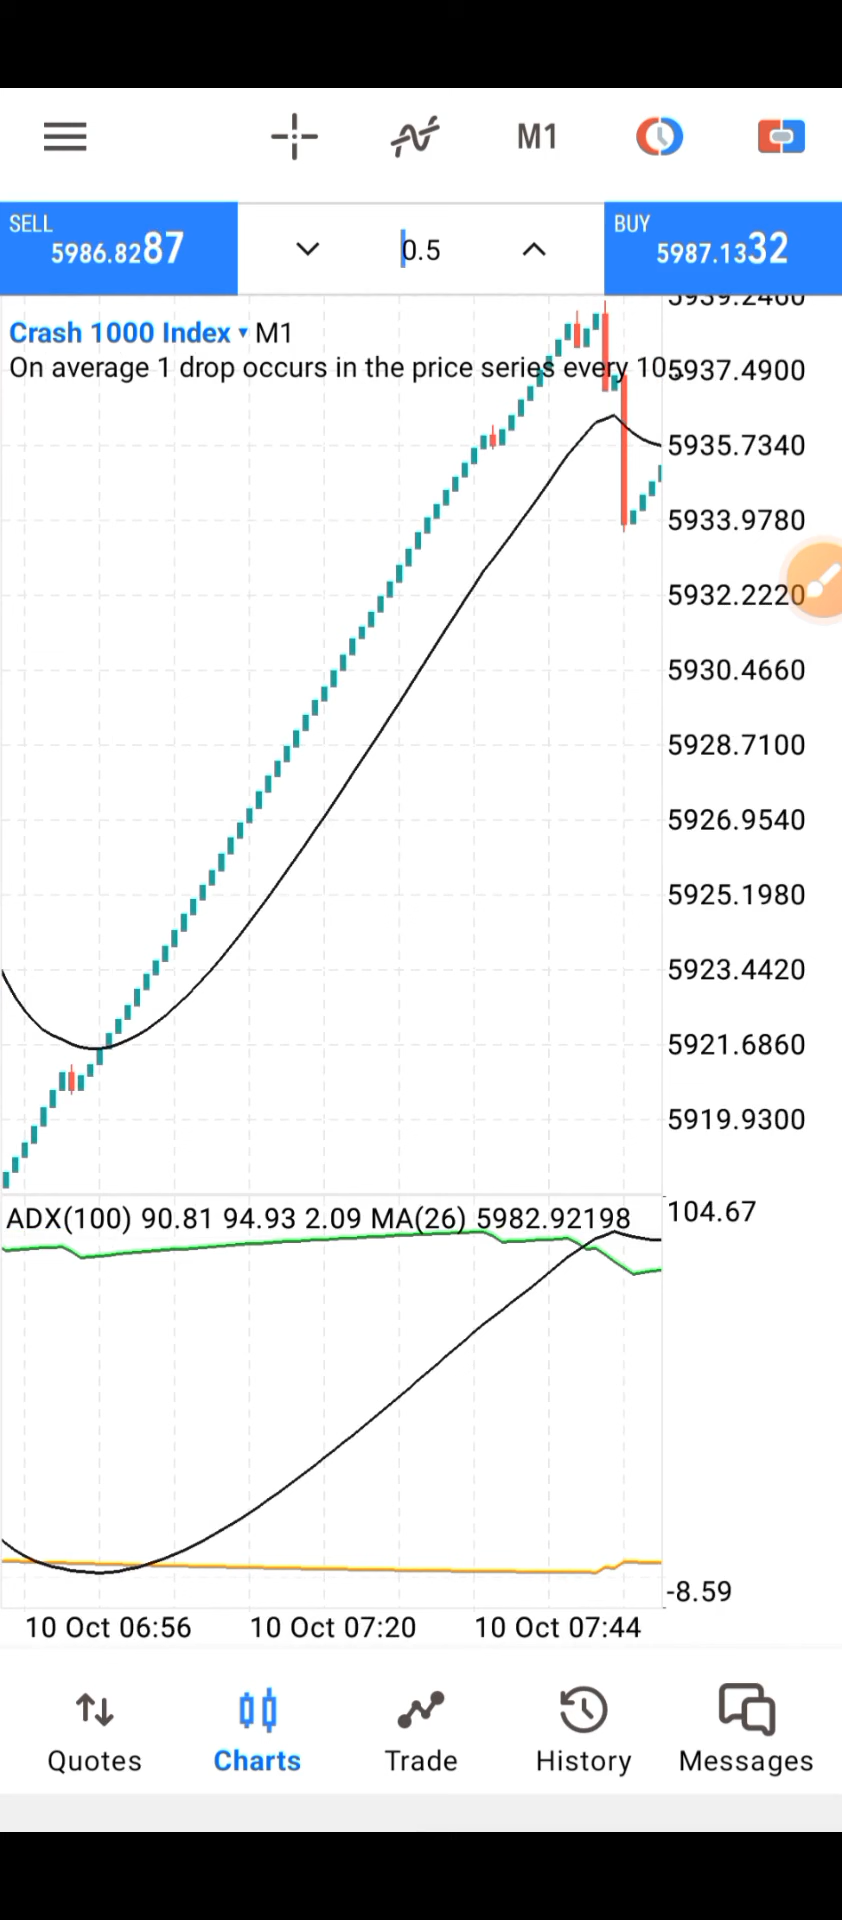 M1
SELL
5986.8287
0.5
BUY
5987.1332
5939.2460
Crash 1000 Index ▾ M1
On average 1 drop occurs in the price series every 10
5937.4900
5935.7340
5933.9780
5932.2220
5930.4660
5928.7100
5926.9540
5925.1980
5923.4420
5921.6860
5919.9300
ADX(100) 90.81 94.93 2.09 MA(26) 5982.92198
104.67
-8.59
10 Oct 06:56
10 Oct 07:20
10 Oct 07:44
Quotes
Charts
Trade
History
Messages